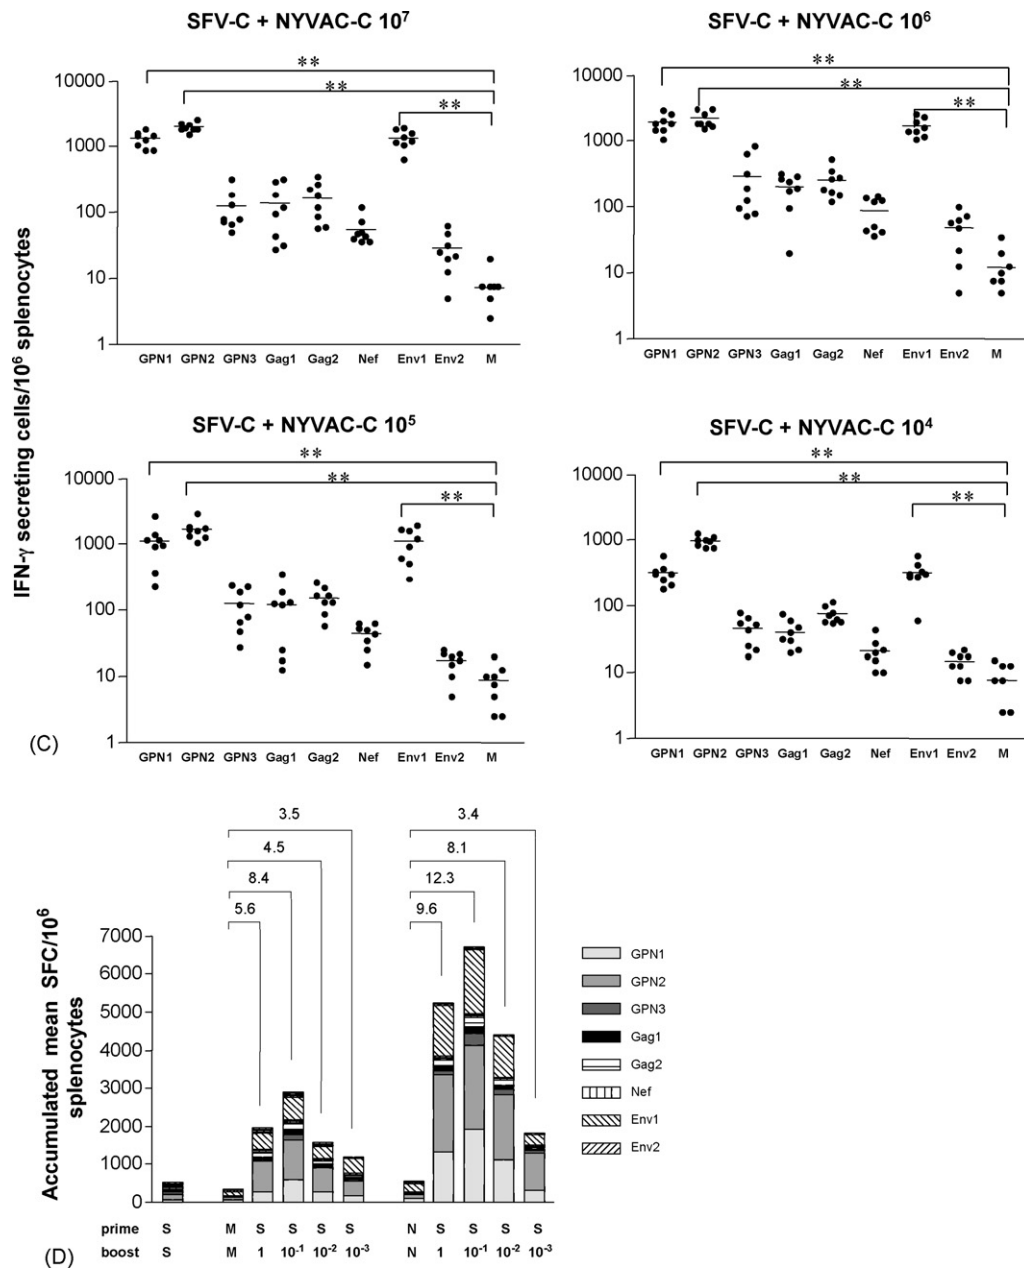 SFV-C + NYVAC-C 10⁷
SFV-C + NYVAC-C 10⁶
IFN-γ secreting cells/10⁶ splenocytes
**
**
**
10000
1000
100
10
1
GPN1 GPN2 GPN3 Gag1 Gag2 Nef Env1 Env2 M
**
**
**
10000
1000
100
10
1
GPN1 GPN2 GPN3 Gag1 Gag2 Nef Env1 Env2 M
SFV-C + NYVAC-C 10⁵
SFV-C + NYVAC-C 10⁴
**
**
**
10000
1000
100
10
1
GPN1 GPN2 GPN3 Gag1 Gag2 Nef Env1 Env2 M
**
**
**
10000
1000
100
10
1
GPN1 GPN2 GPN3 Gag1 Gag2 Nef Env1 Env2 M
(C)
3.5
4.5
8.4
5.6
3.4
8.1
12.3
9.6
Accumulated mean SFC/10⁶
splenocytes
7000
6000
5000
4000
3000
2000
1000
0
GPN1
GPN2
GPN3
Gag1
Gag2
Nef
Env1
Env2
prime S M S S S S N S S S S
boost S M 1 10⁻¹ 10⁻² 10⁻³ N 1 10⁻¹ 10⁻² 10⁻³
(D)